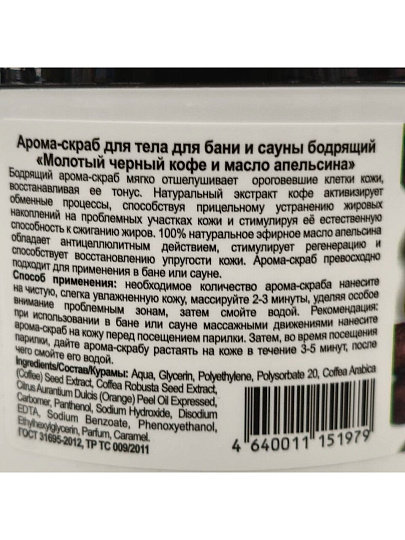 Арома-скраб для тела для бани и сауны бодрящий
«Молотый черный кофе и масло апельсина»
Бодрящий арома-скраб мягко отшелушивает ороговевшие клетки кожи,
восстанавливая ее тонус. Натуральный экстракт кофе активизирует
обменные процессы, способствуя прицельному устранению жировых
накоплений на проблемных участках кожи и стимулируя её естественную
способность к сжиганию жиров. 100% натуральное эфирное масло апельсина
обладает антицеллюлитным действием, стимулирует регенерацию и
способствует восстановлению упругости кожи. Арома-скраб превосходно
подходит для применения в бане или сауне.
Способ применения: необходимое количество арома-скраба нанесите
на чистую, слегка увлажненную кожу, массируйте 2-3 минуты, уделяя особое
внимание проблемным зонам, затем смойте водой. Рекомендация:
при использовании в бане или сауне массажными движениями нанесите
арома-скраб на кожу перед посещением парилки. Затем, во время посещения
парилки, дайте арома-скрабу растаять на коже в течение 3-5 минут, после
чего смойте его водой.
Ingredients/Состав/Курамы: Aqua, Glycerin, Polyethylene, Polysorbate 20, Coffea Arabica
(Coffee) Seed Extract, Coffea Robusta Seed Extract,
Citrus Aurantium Dulcis (Orange) Peel Oil Expressed,
Carbomer, Panthenol, Sodium Hydroxide, Disodium
EDTA, Sodium Benzoate, Phenoxyethanol,
Ethylhexylglycerin, Parfum, Caramel.
ГОСТ 31695-2012, ТР ТС 009/2011
4 640011 151979